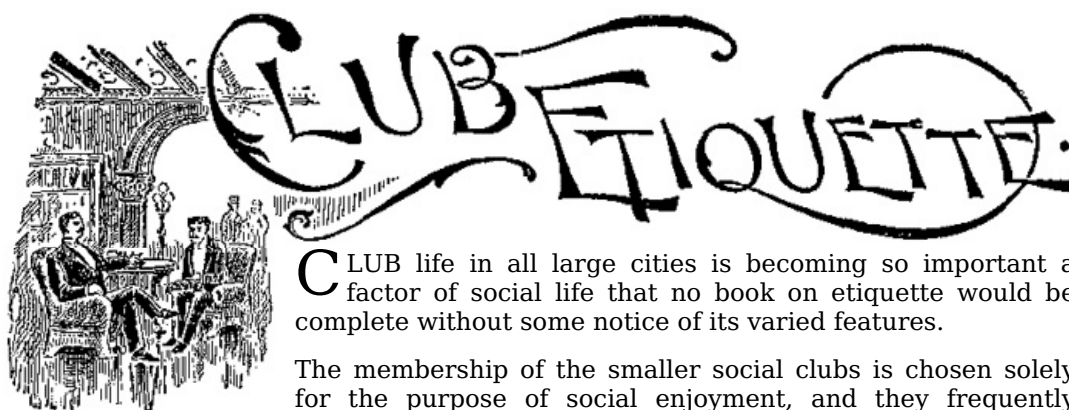 CLUB ETIQUETTE.
CLUB life in all large cities is becoming so important a
factor of social life that no book on etiquette would be
complete without some notice of its varied features.
The membership of the smaller social clubs is chosen solely
for the purpose of social enjoyment, and they frequently